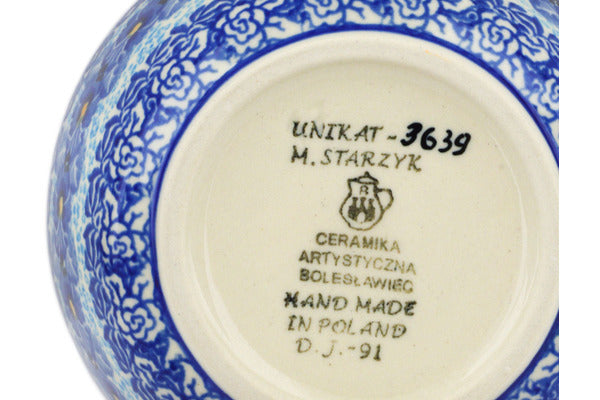 UNIKAT-3639
M. STARZYK
R
CERAMIKA
ARTYSTYCZNA
BOLESŁAWIEC
HAND MADE
IN POLAND
D.J.-91